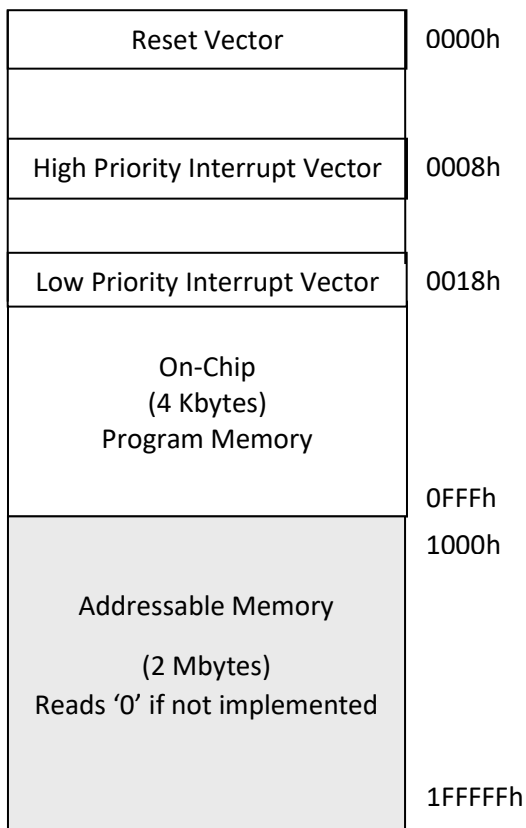 Reset Vector 0000h
High Priority Interrupt Vector 0008h
Low Priority Interrupt Vector 0018h
On-Chip
(4 Kbytes)
Program Memory
0FFFh
1000h
Addressable Memory
(2 Mbytes)
Reads ‘0’ if not implemented
1FFFFFh